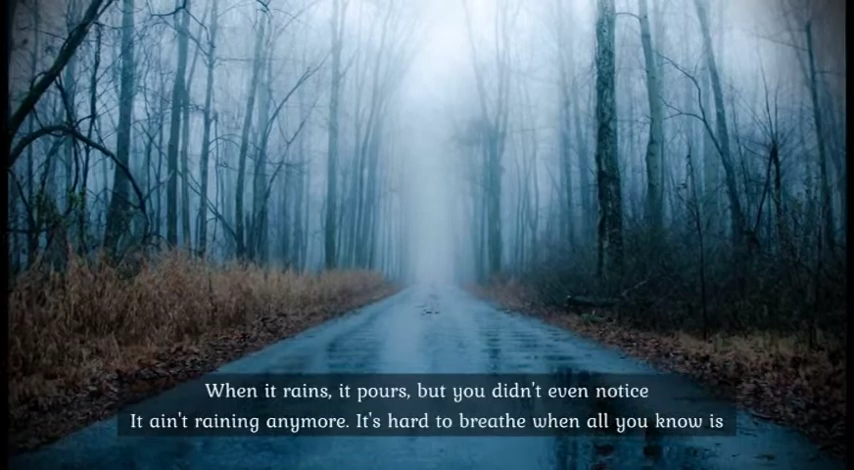 When it rains, it pours, but you didn't even notice
It ain't raining anymore. It's hard to breathe when all you know is